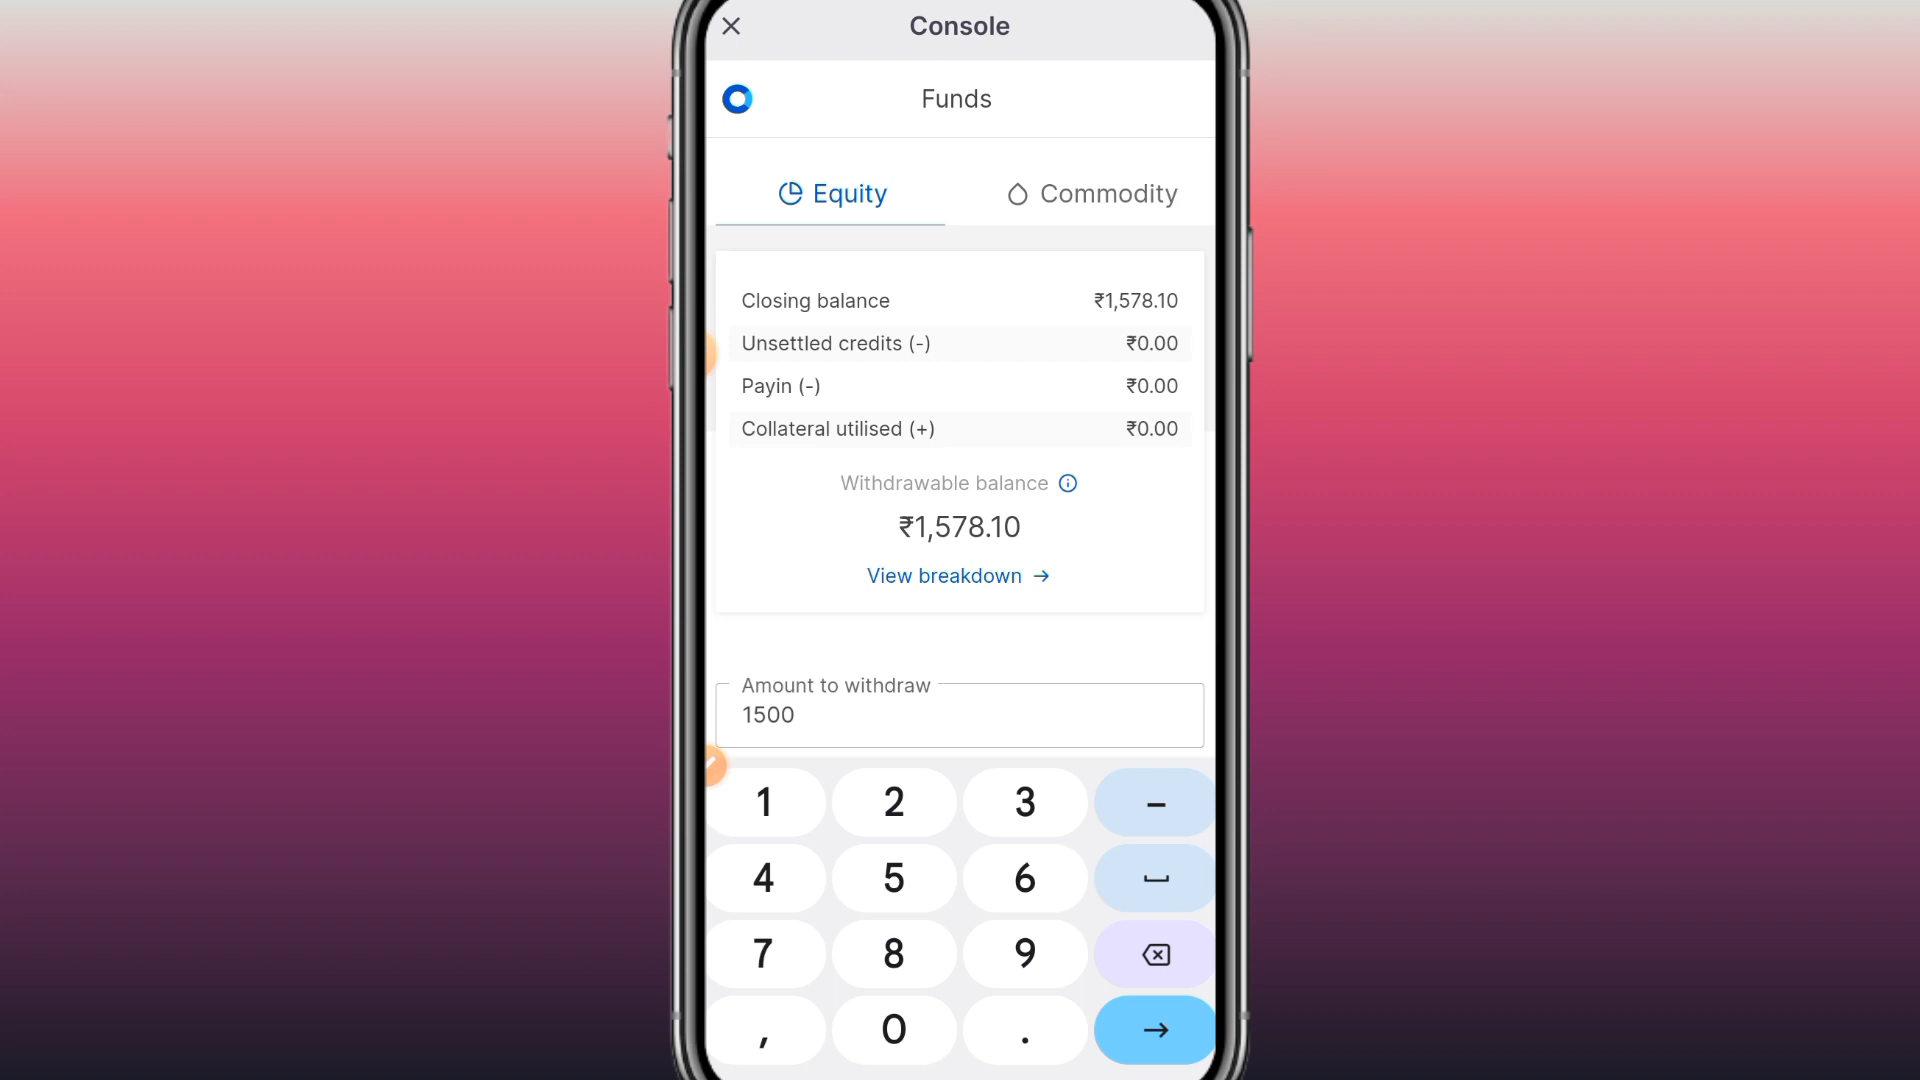 Console
Funds
Equity
Commodity
Closing balance ₹1,578.10
Unsettled credits (-) ₹0.00
Payin (-) ₹0.00
Collateral utilised (+) ₹0.00
Withdrawable balance
₹1,578.10
View breakdown →
Amount to withdraw
1500
1 2 3 –
4 5 6
7 8 9
, 0 . →